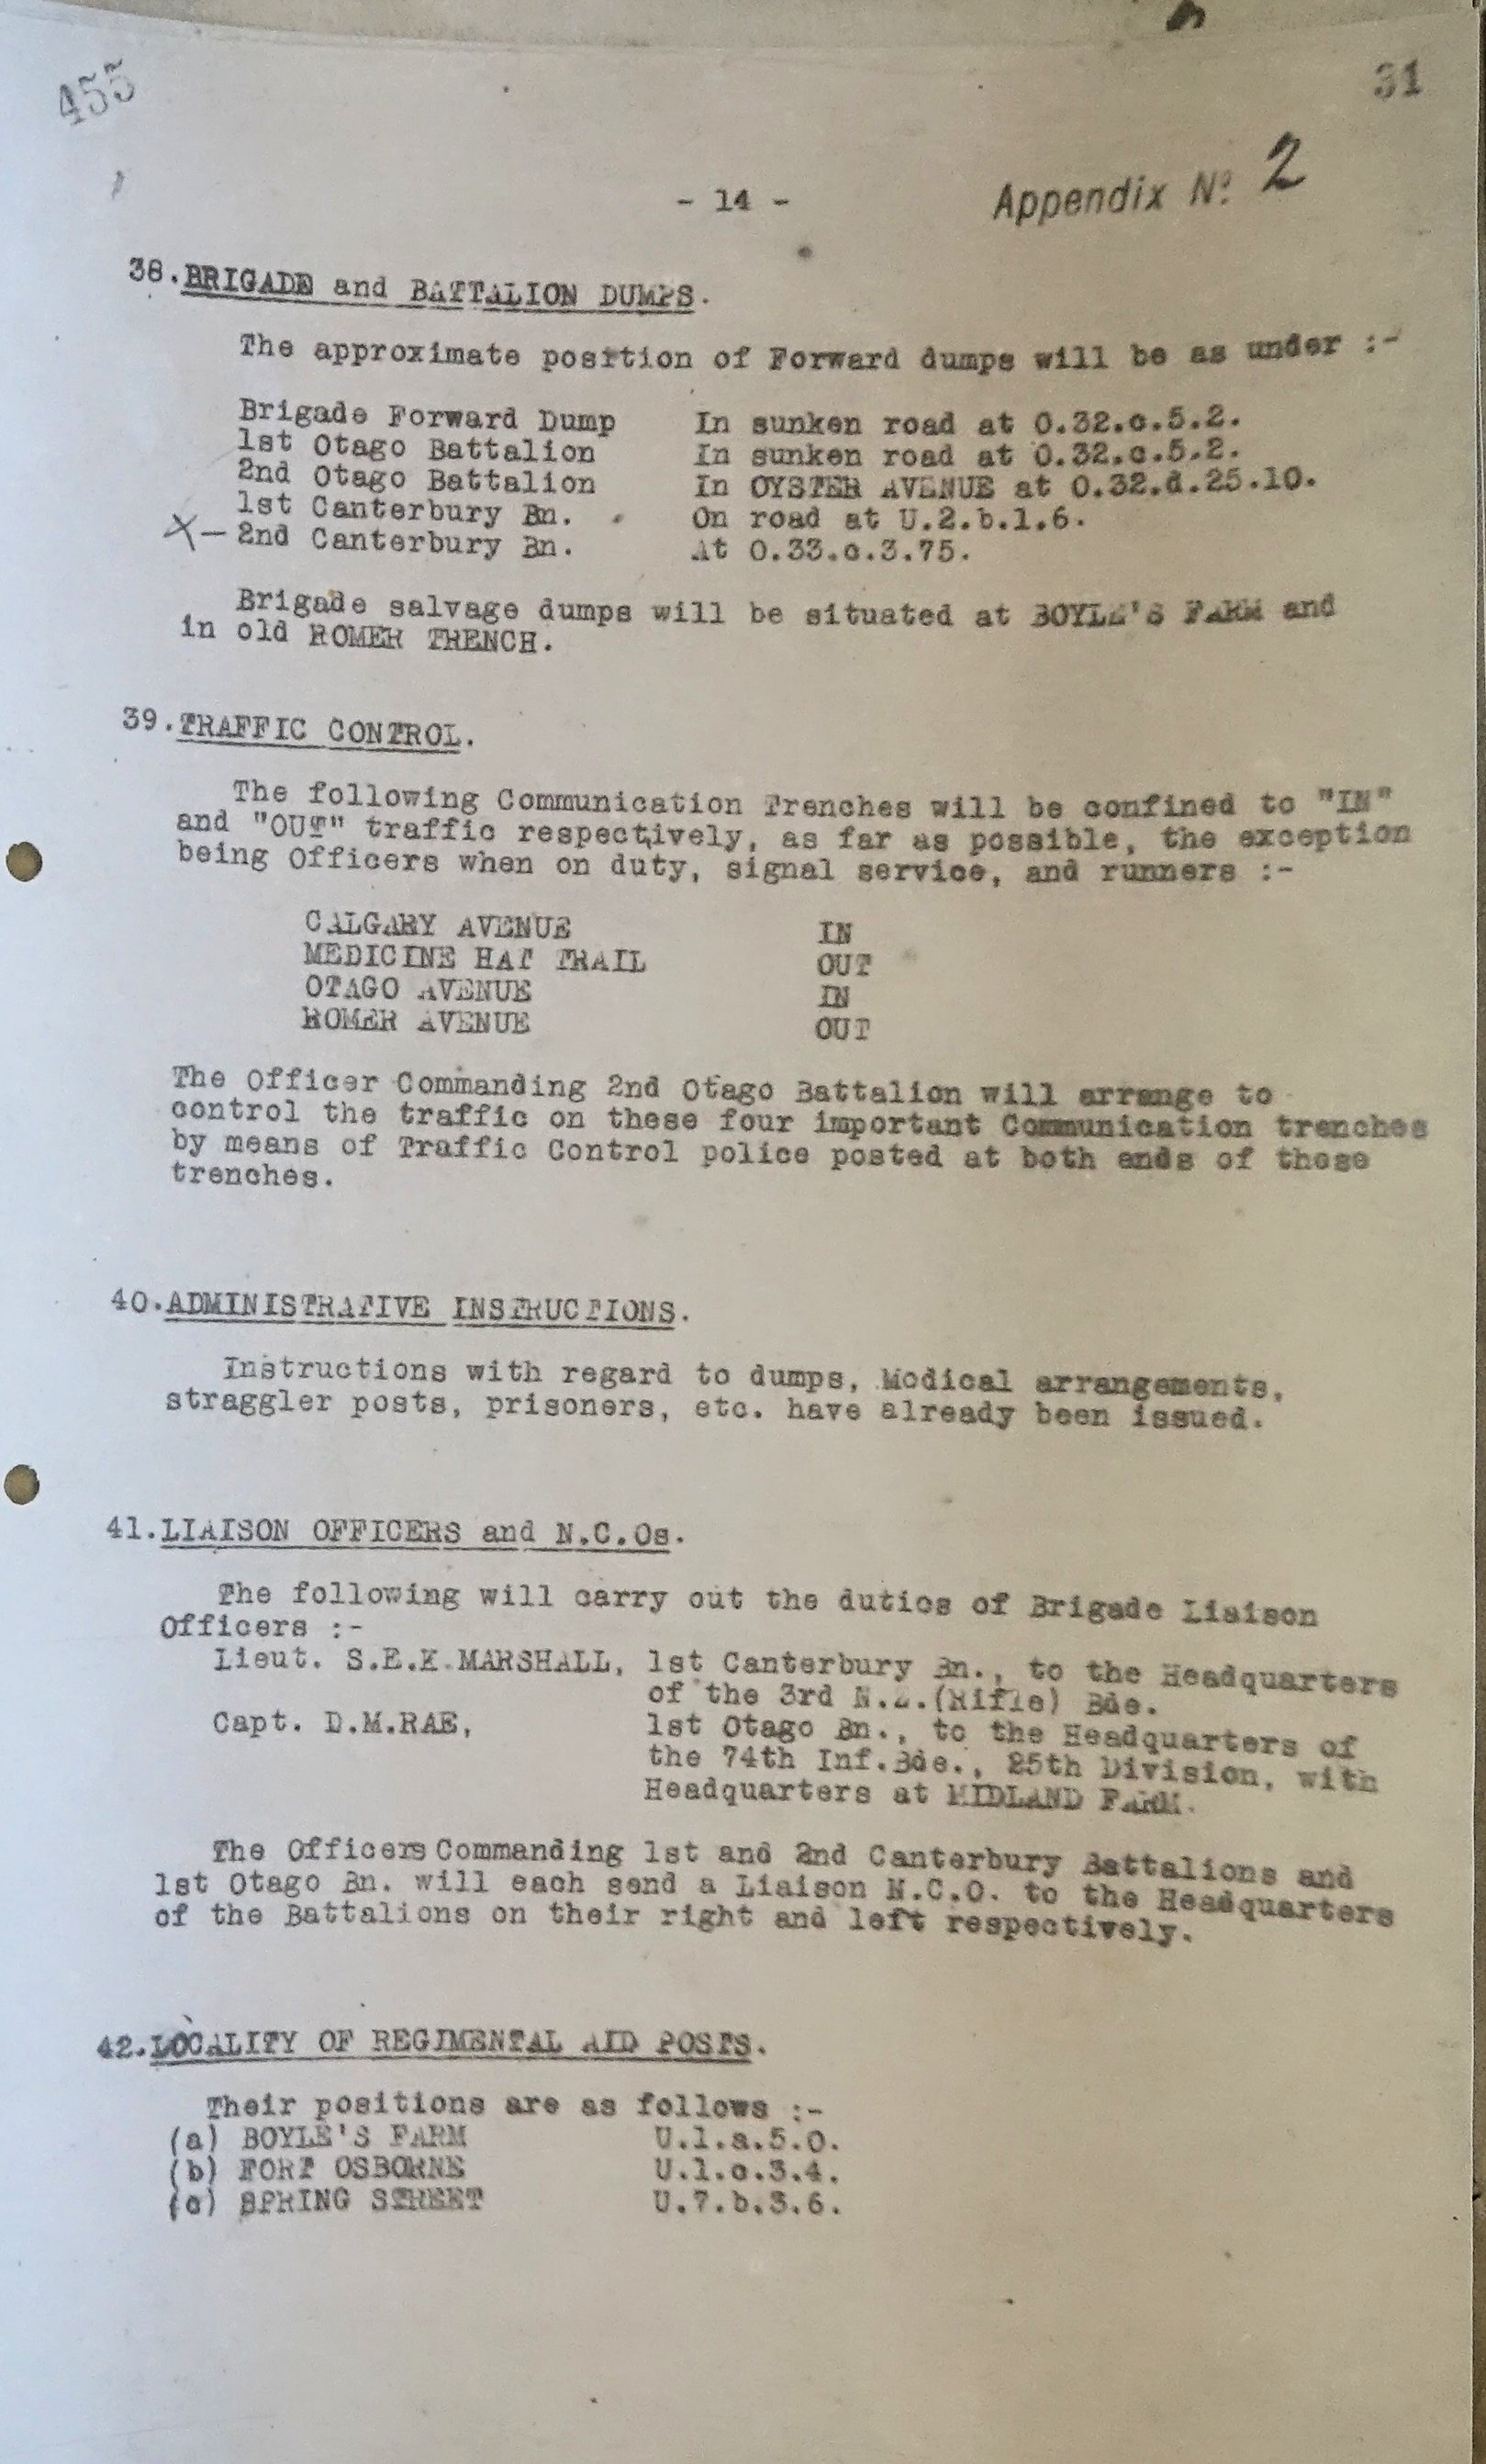 455
31
- 14 -
Appendix No. 2
38. BRIGADE and BATTALION DUMPS.
The approximate position of Forward dumps will be as under :-
Brigade Forward Dump In sunken road at O.32.c.5.2.
1st Otago Battalion In sunken road at O.32.c.5.2.
2nd Otago Battalion In OYSTER AVENUE at O.32.d.25.10.
1st Canterbury Bn. On road at U.2.b.1.6.
X- 2nd Canterbury Bn. At O.33.c.3.75.
Brigade salvage dumps will be situated at BOYLE'S FARM and
in old ROMER TRENCH.
39. TRAFFIC CONTROL.
The following Communication Trenches will be confined to "IN"
and "OUT" traffic respectively, as far as possible, the exception
being Officers when on duty, signal service, and runners :-
CALGARY AVENUE IN
MEDICINE HAT TRAIL OUT
OTAGO AVENUE IN
ROMER AVENUE OUT
The Officer Commanding 2nd Otago Battalion will arrange to
control the traffic on these four important Communication trenches
by means of Traffic Control police posted at both ends of these
trenches.
40. ADMINISTRATIVE INSTRUCTIONS.
Instructions with regard to dumps, Medical arrangements,
straggler posts, prisoners, etc. have already been issued.
41. LIAISON OFFICERS and N.C.Os.
The following will carry out the duties of Brigade Liaison
Officers :-
Lieut. S.E.K.MARSHALL, 1st Canterbury Bn., to the Headquarters
of the 3rd N.Z.(Rifle) Bde.
Capt. D.M.RAE, 1st Otago Bn., to the Headquarters of
the 74th Inf.Bde., 25th Division, with
Headquarters at MIDLAND FARM.
The Officers Commanding 1st and 2nd Canterbury Battalions and
1st Otago Bn. will each send a Liaison N.C.O. to the Headquarters
of the Battalions on their right and left respectively.
42. LOCALITY OF REGIMENTAL AID POSTS.
Their positions are as follows :-
(a) BOYLE'S FARM U.1.a.5.0.
(b) FORT OSBORNE U.1.c.3.4.
(c) SPRING STREET U.7.b.3.6.